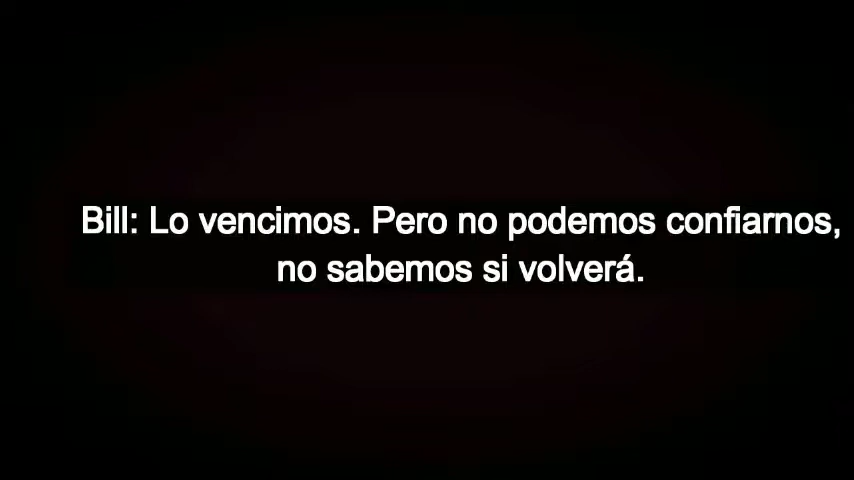 Bill: Lo vencimos. Pero no podemos confiarnos,
no sabemos si volverá.